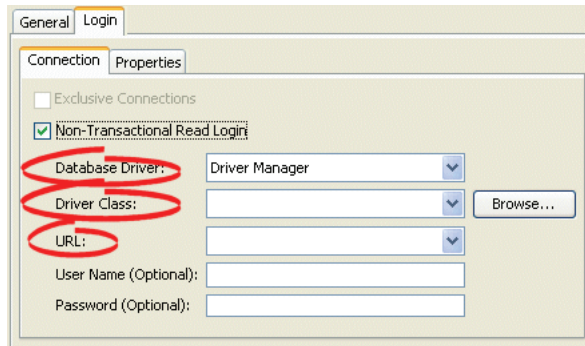 General Login
Connection Properties
Exclusive Connections
Non-Transactional Read Login
Database Driver: Driver Manager
Driver Class: Browse...
URL:
User Name (Optional):
Password (Optional):